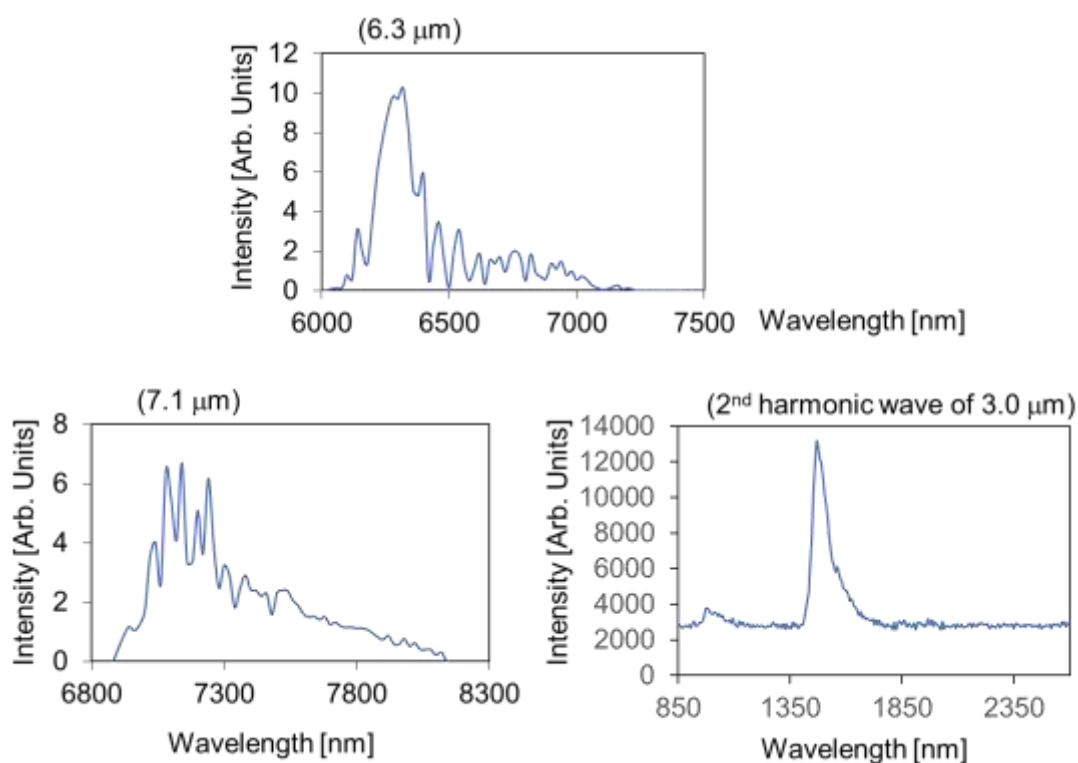 (6.3 μm)
Intensity [Arb. Units]
12
10
8
6
4
2
0
6000 6500 7000 7500
Wavelength [nm]
(7.1 μm)
Intensity [Arb. Units]
8
6
4
2
0
6800 7300 7800 8300
Wavelength [nm]
(2nd harmonic wave of 3.0 μm)
Intensity [Arb. Units]
14000
12000
10000
8000
6000
4000
2000
0
850 1350 1850 2350
Wavelength [nm]